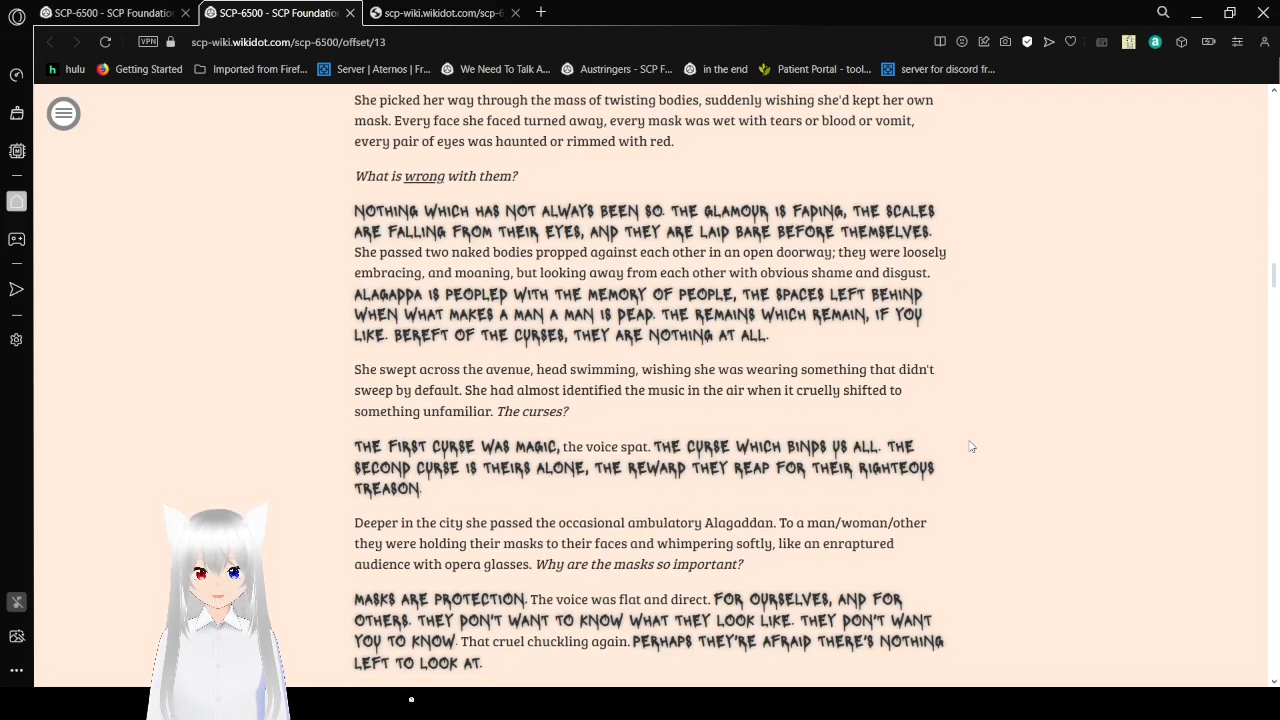 SCP-6500 - SCP Foundatio
SCP-6500 - SCP Foundatio
scp-wiki.wikidot.com/scp-6
VPN
scp-wiki.wikidot.com/scp-6500/offset/13
hulu
Getting Started
Imported from Firef...
Server | Aternos | Fr...
We Need To Talk A...
Austringers - SCP F...
in the end
Patient Portal - tool...
server for discord fr...
She picked her way through the mass of twisting bodies, suddenly wishing she'd kept her own
mask. Every face she faced turned away, every mask was wet with tears or blood or vomit,
every pair of eyes was haunted or rimmed with red.
What is wrong with them?
NOTHING WHICH HAS NOT ALWAYS BEEN SO. THE GLAMOUR IS FADING, THE SCALES
ARE FALLING FROM THEIR EYES, AND THEY ARE LAID BARE BEFORE THEMSELVES.
She passed two naked bodies propped against each other in an open doorway; they were loosely
embracing, and moaning, but looking away from each other with obvious shame and disgust.
ALAGADDA IS PEOPLED WITH THE MEMORY OF PEOPLE, THE SPACES LEFT BEHIND
WHEN WHAT MAKES A MAN A MAN IS DEAD. THE REMAINS WHICH REMAIN, IF YOU
LIKE. BEREFT OF THE CURSES, THEY ARE NOTHING AT ALL.
She swept across the avenue, head swimming, wishing she was wearing something that didn't
sweep by default. She had almost identified the music in the air when it cruelly shifted to
something unfamiliar. The curses?
THE FIRST CURSE WAS MAGIC, the voice spat. THE CURSE WHICH BINDS US ALL. THE
SECOND CURSE IS THEIRS ALONE, THE REWARD THEY REAP FOR THEIR RIGHTEOUS
TREASON.
Deeper in the city she passed the occasional ambulatory Alagaddan. To a man/woman/other
they were holding their masks to their faces and whimpering softly, like an enraptured
audience with opera glasses. Why are the masks so important?
MASKS ARE PROTECTION. The voice was flat and direct. FOR OURSELVES, AND FOR
OTHERS. THEY DON'T WANT TO KNOW WHAT THEY LOOK LIKE. THEY DON'T WANT
YOU TO KNOW. That cruel chuckling again. PERHAPS THEY'RE AFRAID THERE'S NOTHING
LEFT TO LOOK AT.